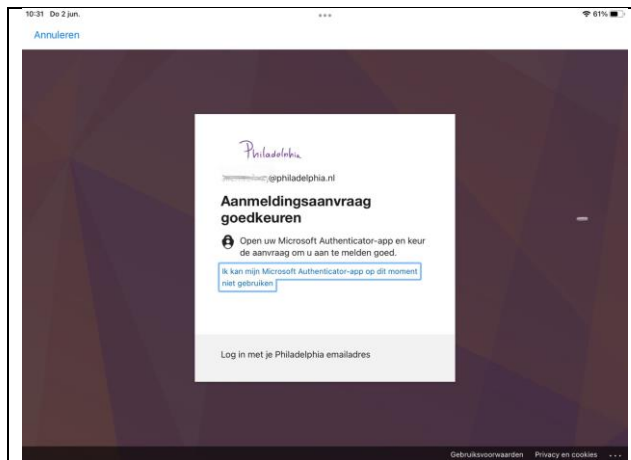 10:31 Do 2 jun.
61%
Annuleren
Philadelphia
@philadelphia.nl
Aanmeldingsaanvraag
goedkeuren
Open uw Microsoft Authenticator-app en keur
de aanvraag om u aan te melden goed.
Ik kan mijn Microsoft Authenticator-app op dit moment
niet gebruiken
Log in met je Philadelphia emailadres
Gebruiksvoorwaarden Privacy en cookies ...